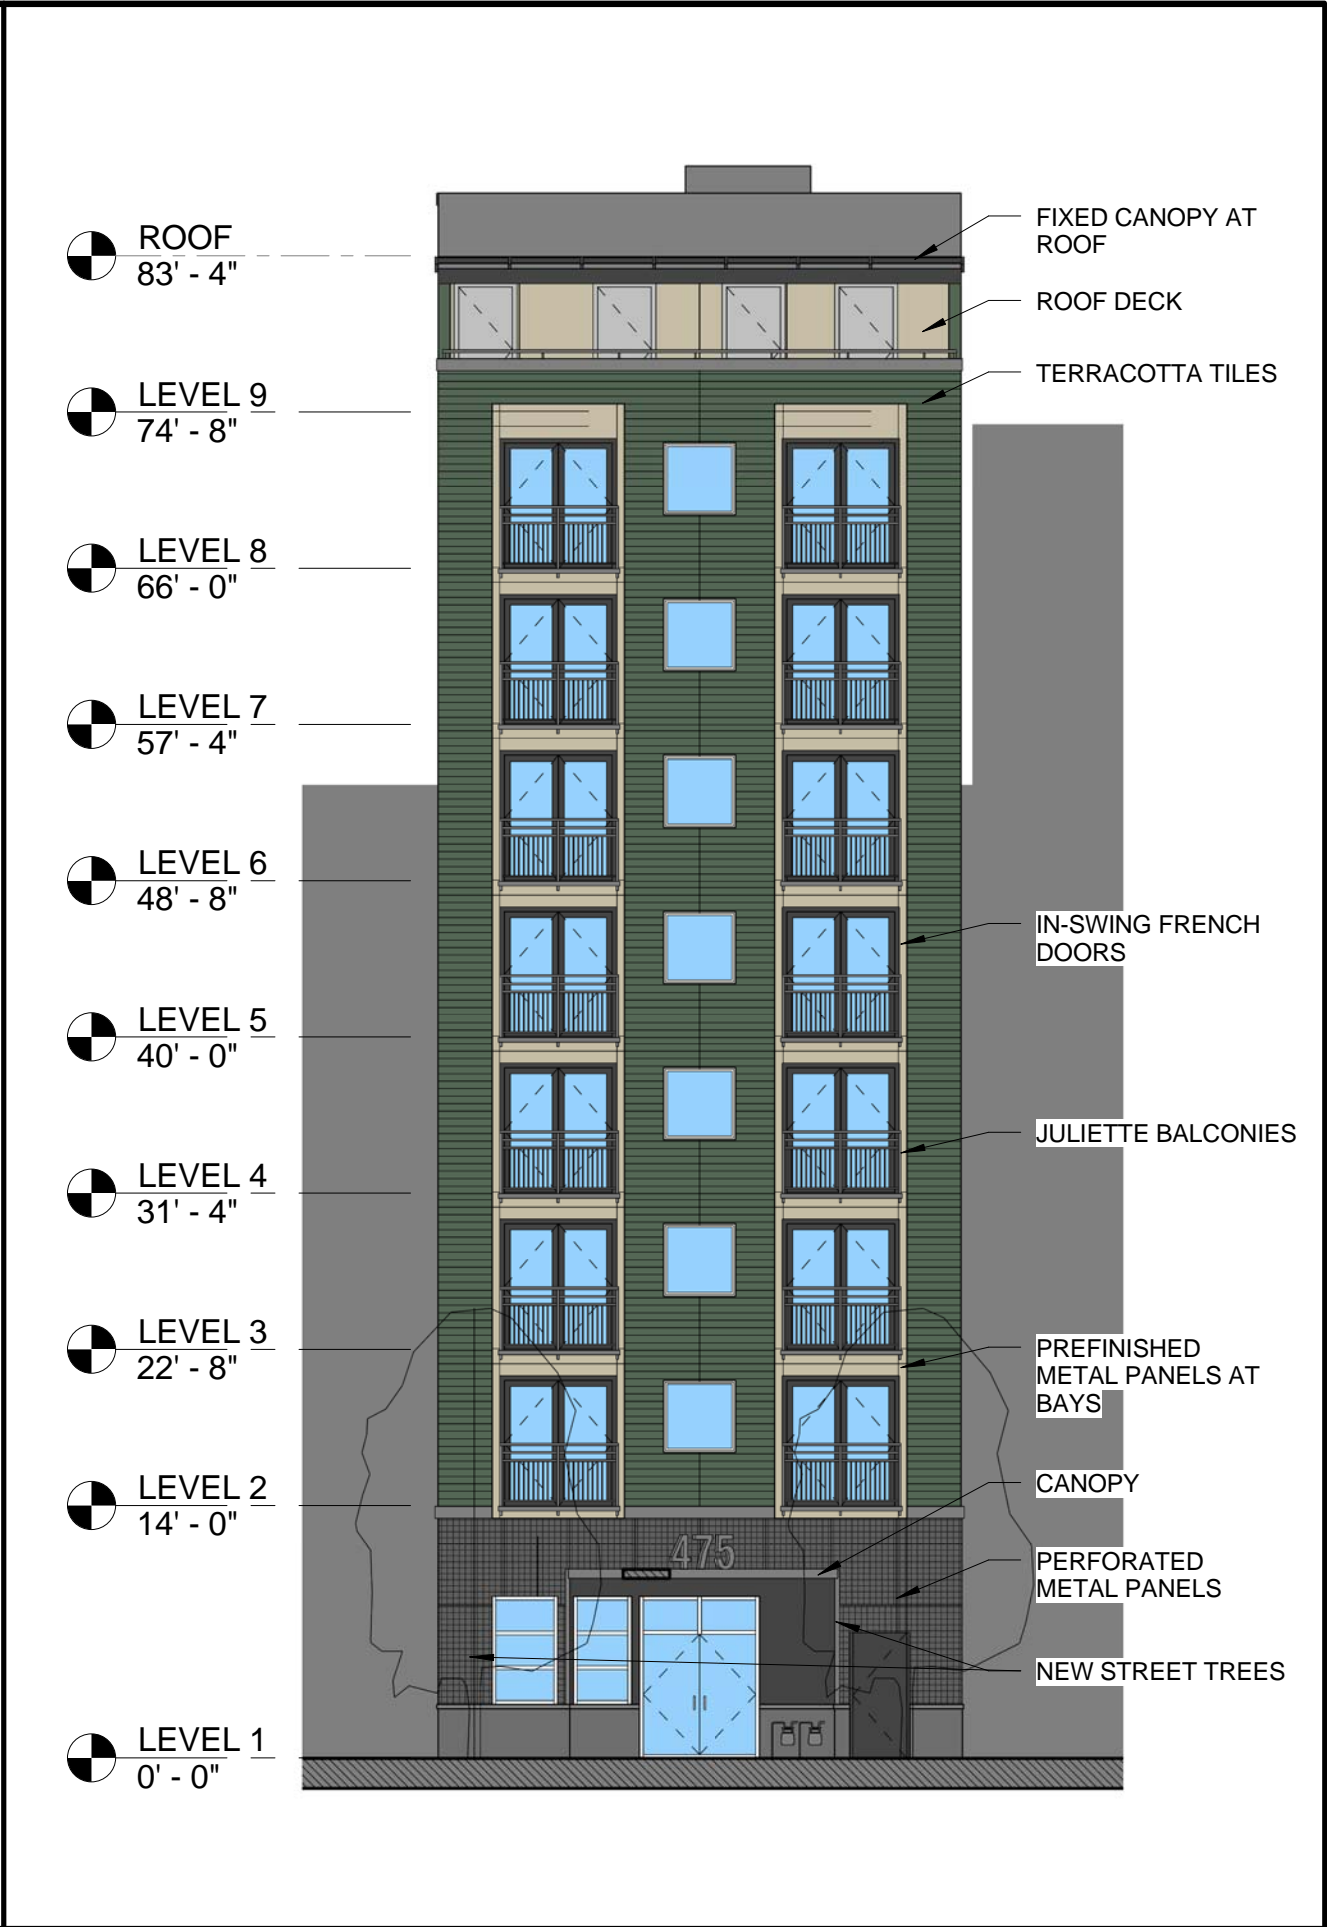 ROOF
83' - 4"
FIXED CANOPY AT
ROOF
ROOF DECK
TERRACOTTA TILES
LEVEL 9
74' - 8"
LEVEL 8
66' - 0"
LEVEL 7
57' - 4"
LEVEL 6
48' - 8"
IN-SWING FRENCH
DOORS
LEVEL 5
40' - 0"
JULIETTE BALCONIES
LEVEL 4
31' - 4"
LEVEL 3
22' - 8"
PREFINISHED
METAL PANELS AT
BAYS
LEVEL 2
14' - 0"
CANOPY
475
PERFORATED
METAL PANELS
NEW STREET TREES
LEVEL 1
0' - 0"